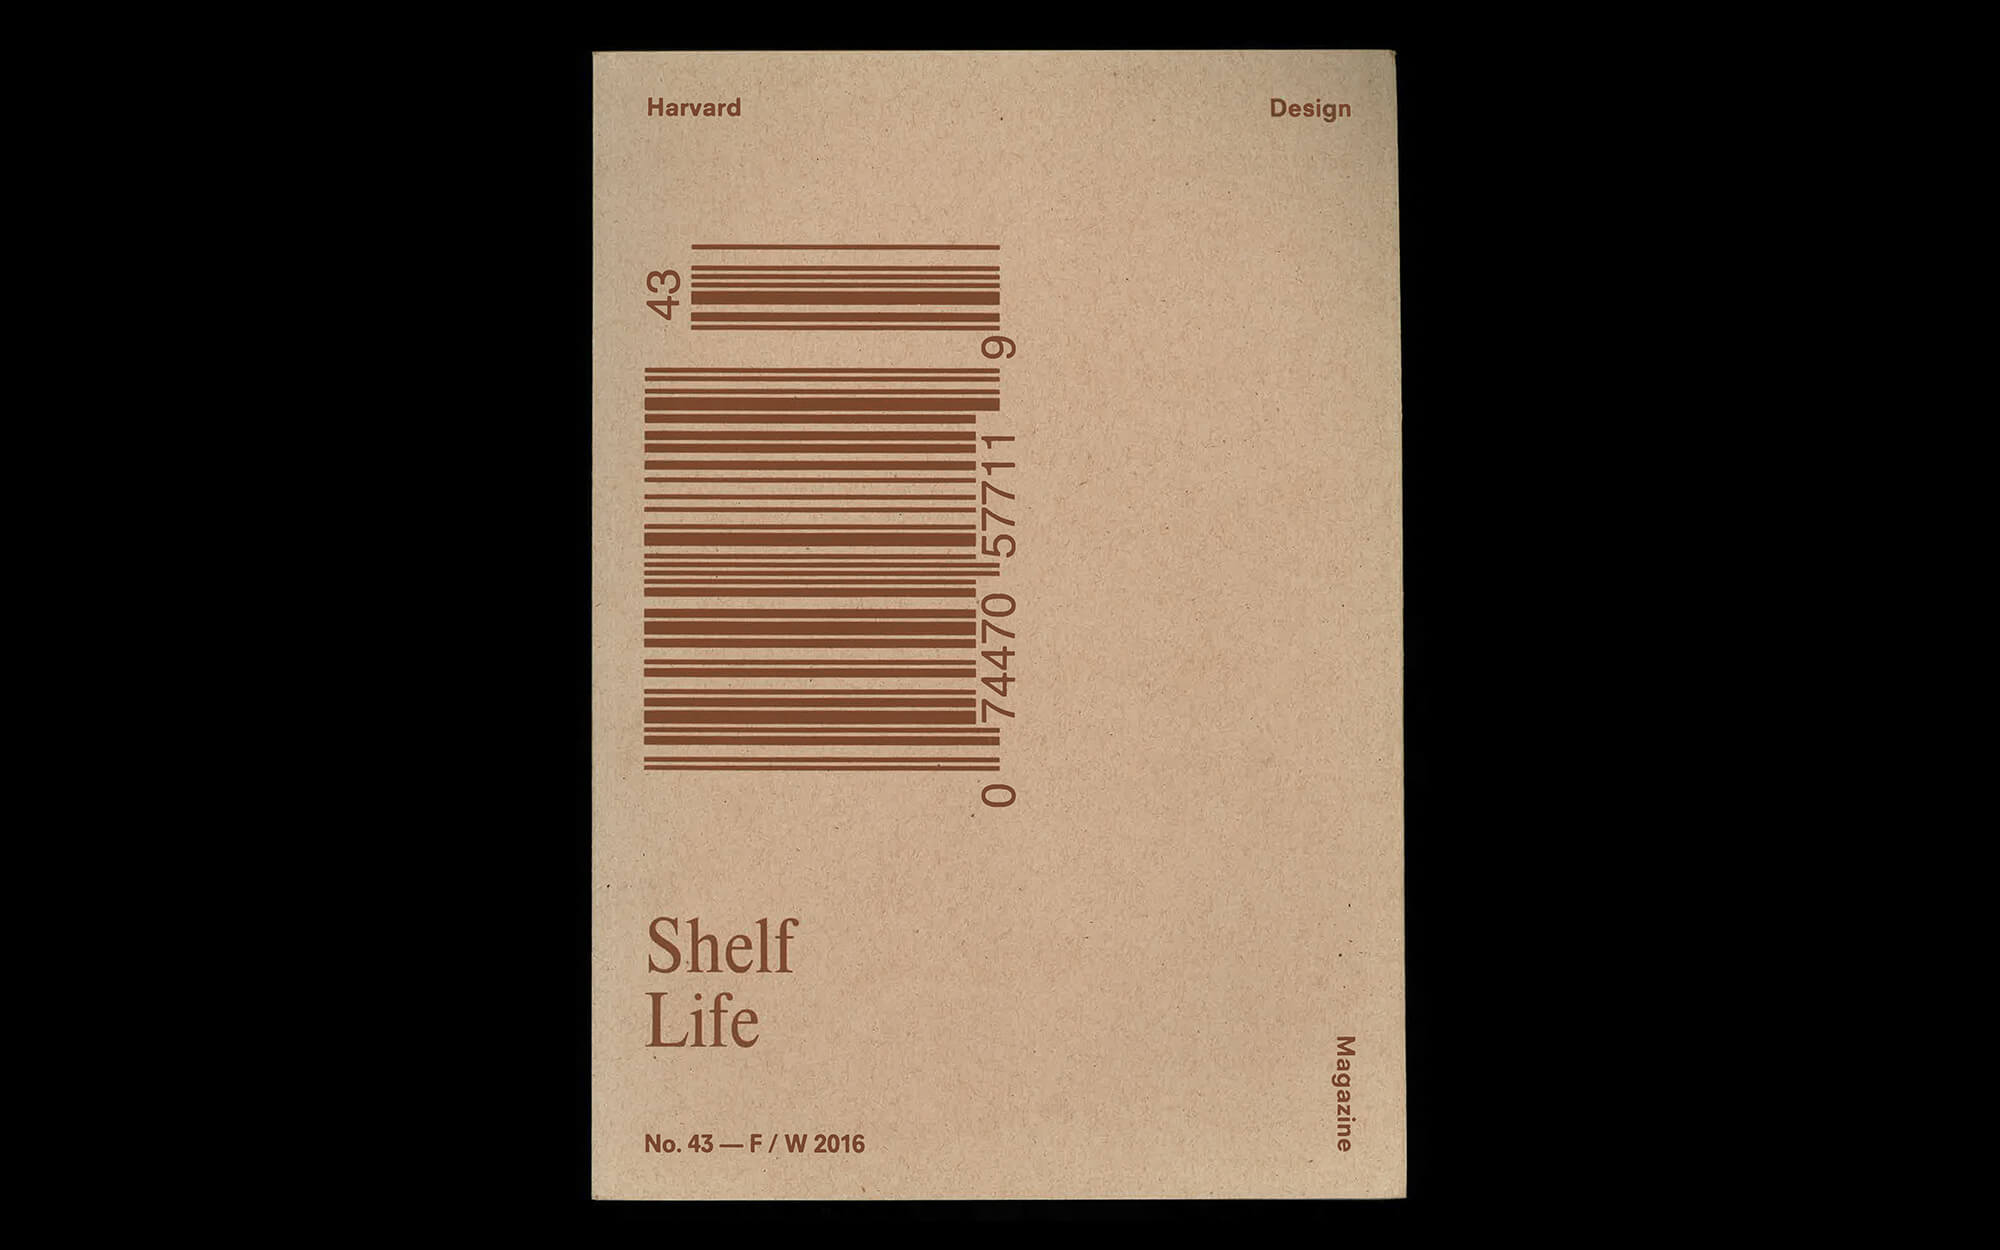 Harvard
Design
43
0 74470 57711 9
Shelf
Life
No. 43 — F / W 2016
Magazine